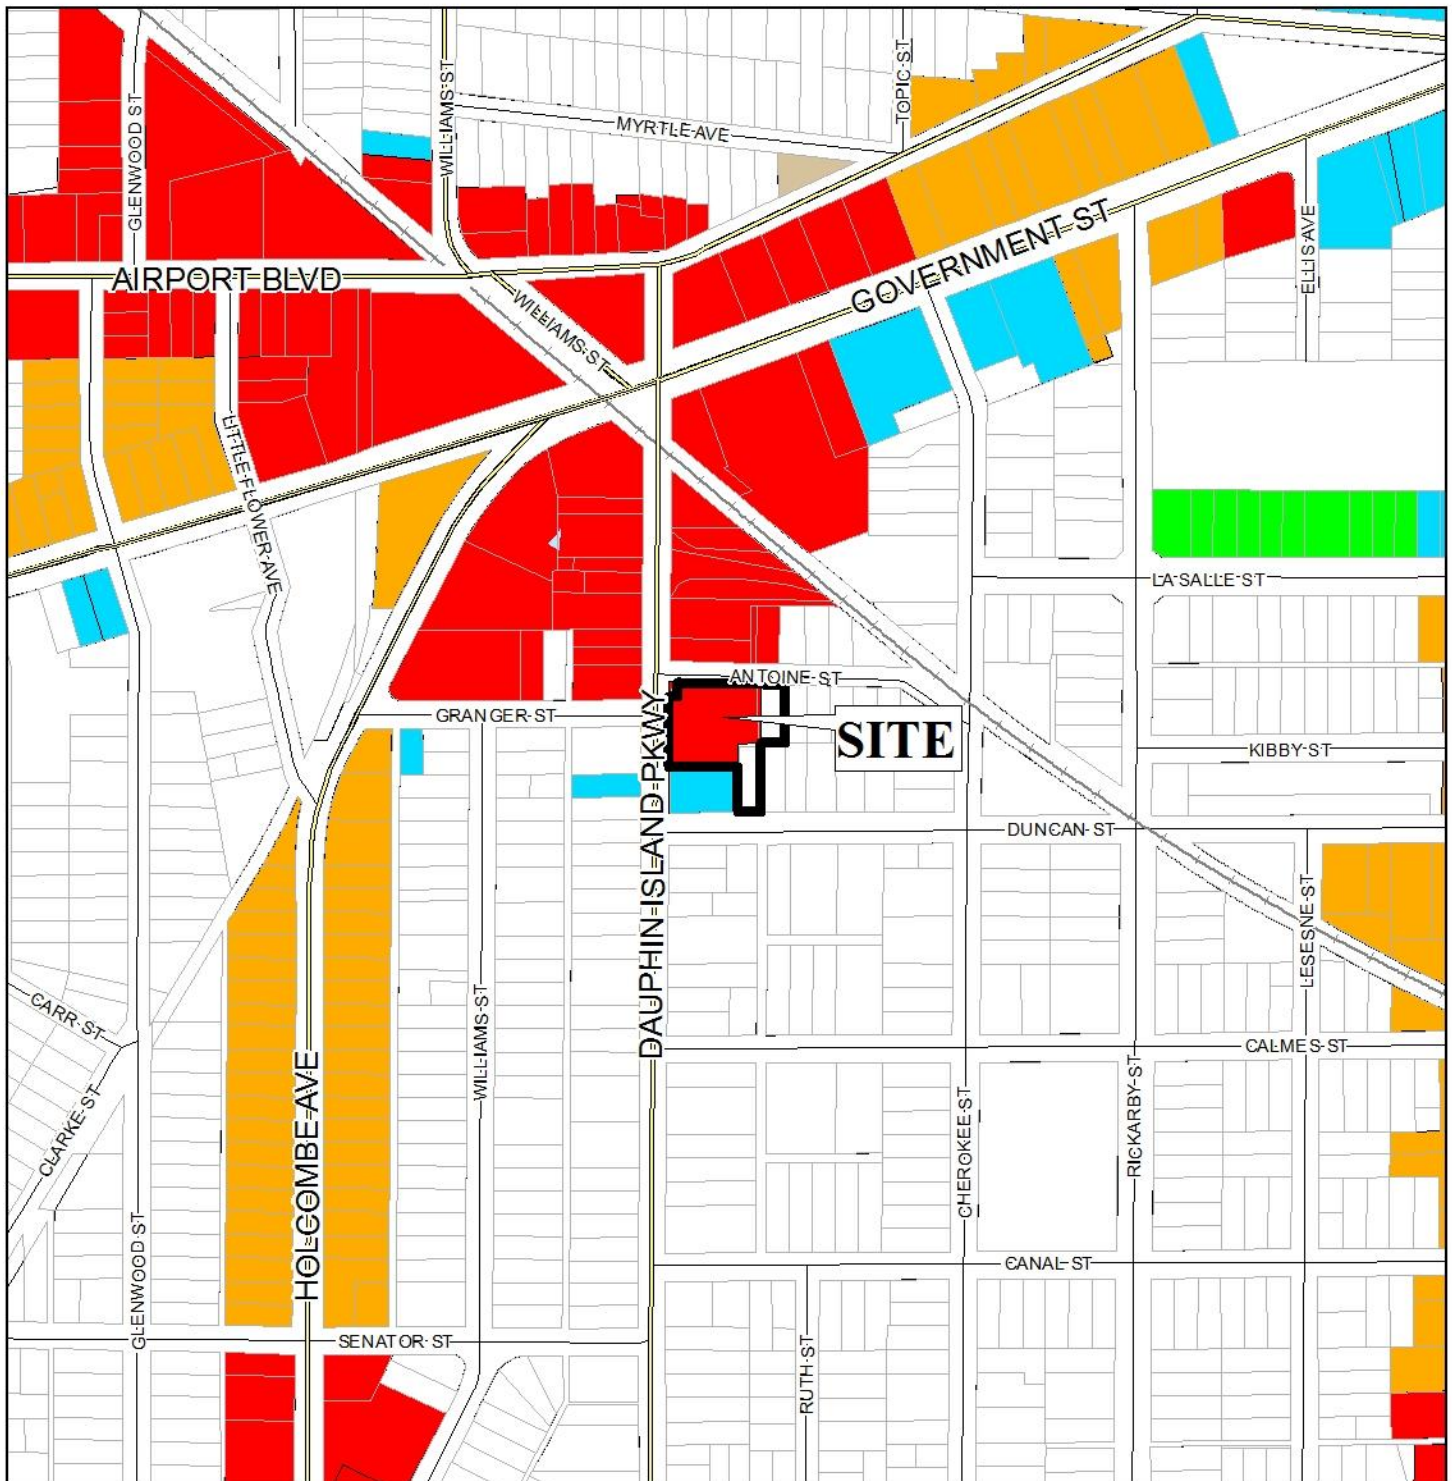 TOPIC ST
WILLIAMS ST
GLENWOOD ST
MYRTLE AVE
GOVERNMENT ST
ELLIS AVE
AIRPORT BLVD
WILLIAMS ST
LITTLE FLOWER AVE
LA SALLE ST
ANTOINE ST
GRANGER ST
SITE
KIBBY ST
DUNCAN ST
DAUPHIN ISLAND PKWY
LESESNE ST
CARR ST
WILLIAMS ST
CALMES ST
CLARKE ST
HOLCOMBE AVE
CHEROKEE ST
RICKARBY ST
GLENWOOD ST
CANAL ST
SENATOR ST
RUTH ST